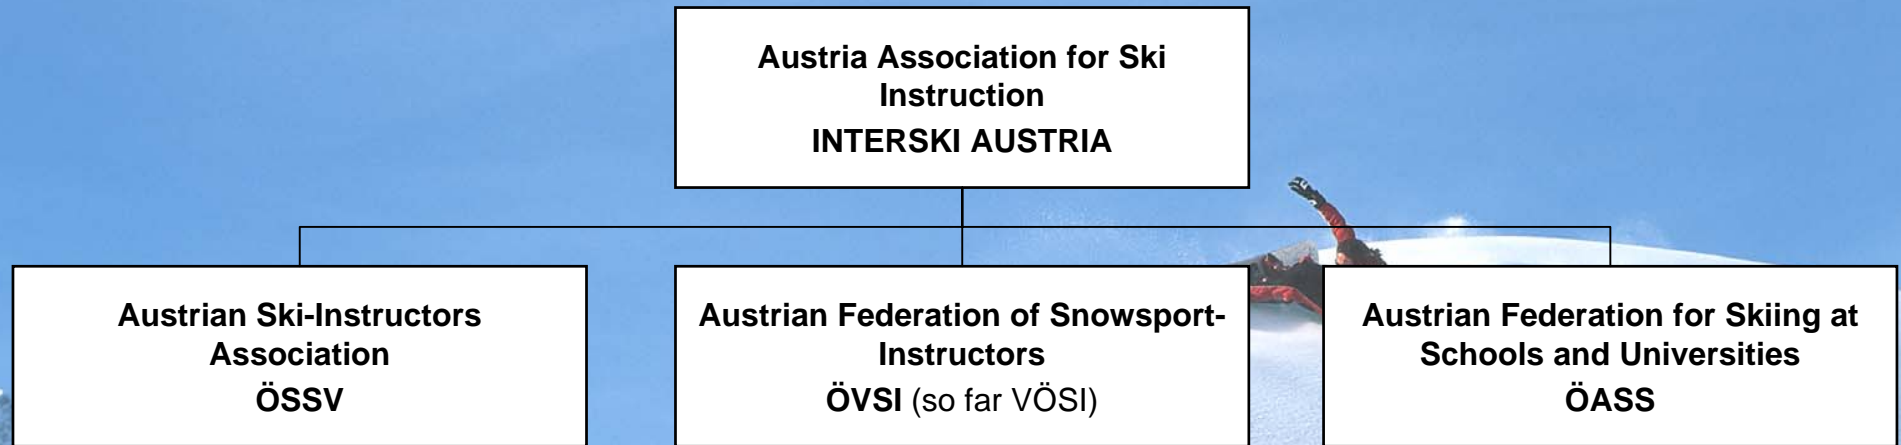 Austria Association for Ski
Instruction
INTERSKI AUSTRIA
Austrian Ski-Instructors
Association
ÖSSV
Austrian Federation of Snowsport-
Instructors
ÖVSI (so far VÖSI)
Austrian Federation for Skiing at
Schools and Universities
ÖASS